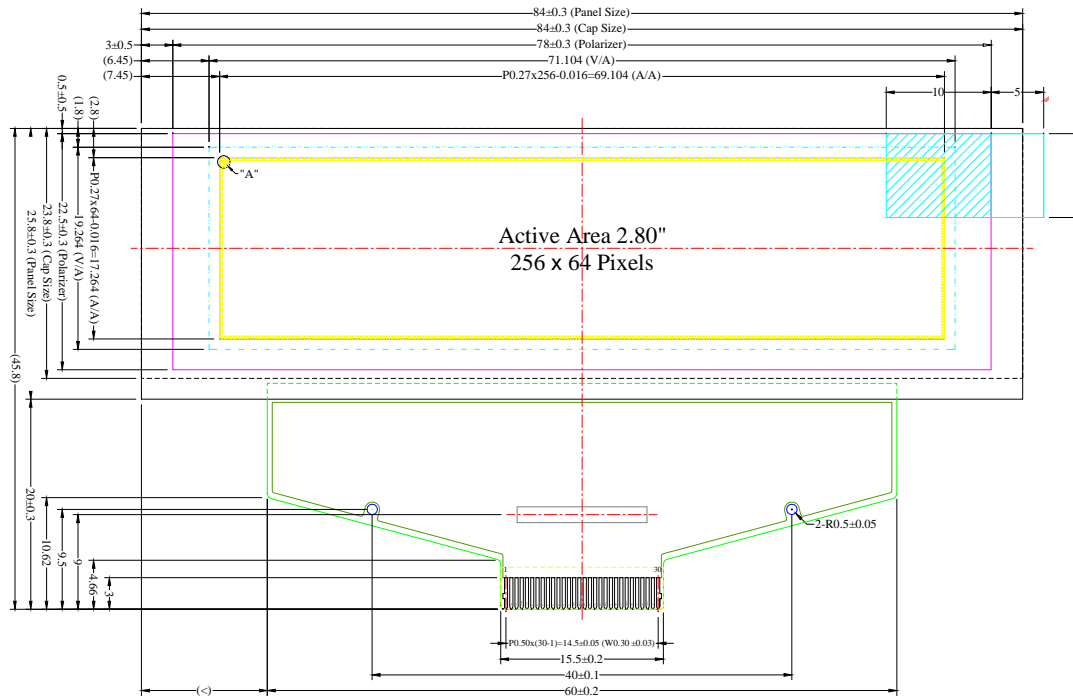 84±0.3 (Panel Size)
84±0.3 (Cap Size)
3±0.5
78±0.3 (Polarizer)
(6.45)
71.104 (V/A)
(7.45)
P0.27x256-0.016=69.104 (A/A)
10
5
0.5±0.5
(1.8)
(2.8)
"A"
Active Area 2.80"
256 x 64 Pixels
P0.27x64-0.016=17.264 (A/A)
19.264 (V/A)
22.5±0.3 (Polarizer)
23.8±0.3 (Cap Size)
25.8±0.3 (Panel Size)
(45.8)
20±0.3
10.62
9.5
9
4.66
3
2-R0.5±0.05
1
30
P0.50x(30-1)=14.5±0.05 (W0.30 ±0.03)
15.5±0.2
40±0.1
(<)
60±0.2